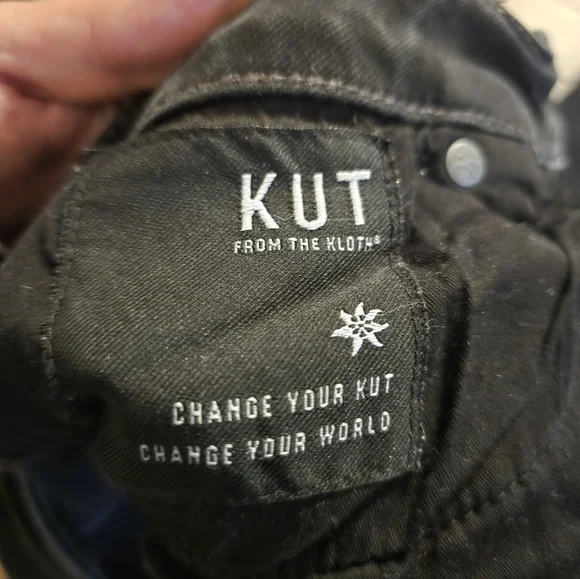 KUT
FROM THE KLOTH®
CHANGE YOUR KUT
CHANGE YOUR WORLD